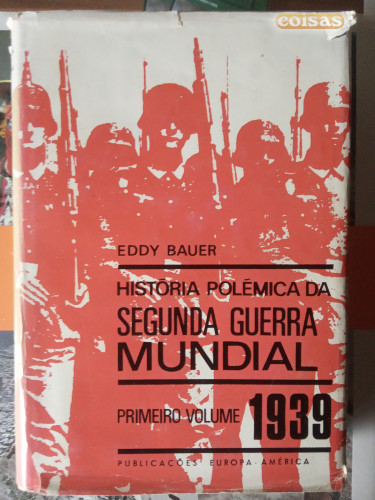 coisas
EDDY BAUER
HISTÓRIA POLÉMICA DA
SEGUNDA GUERRA
MUNDIAL
PRIMEIRO VOLUME 1939
PUBLICAÇÕES EUROPA-AMÉRICA